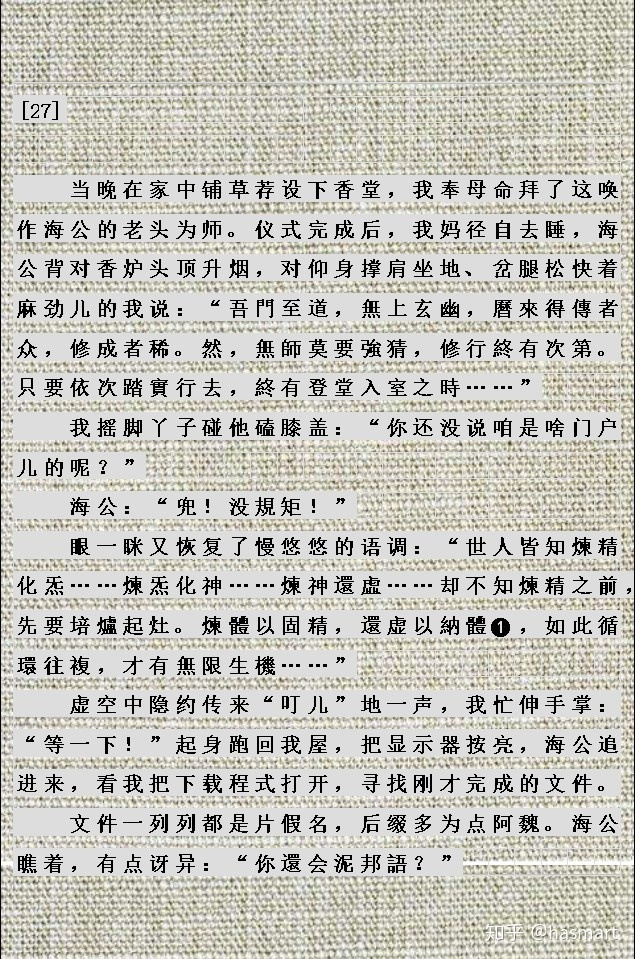 [27]
当晚在家中铺草荐设下香堂，我奉母命拜了这唤
作海公的老头为师。仪式完成后，我妈径自去睡，海
公背对香炉头顶升烟，对仰身撑肩坐地、岔腿松快着
麻劲儿的我说：“吾門至道，無上玄幽，曆來得傳者
众，修成者稀。然，無師莫要強猜，修行終有次第。
只要依次踏實行去，終有登堂入室之時……”
我摇脚丫子碰他磕膝盖：“你还没说咱是啥门户
儿的呢？”
海公：“兜！没規矩！”
眼一眯又恢复了慢悠悠的语调：“世人皆知煉精
化炁……煉炁化神……煉神還虛……却不知煉精之前，
先要培爐起灶。煉體以固精，還虛以納體❶，如此循
環往複，才有無限生機……”
虚空中隐约传来“叮儿”地一声，我忙伸手掌：
“等一下！”起身跑回我屋，把显示器按亮，海公追
进来，看我把下载程式打开，寻找刚才完成的文件。
文件一列列都是片假名，后缀多为点阿魏。海公
瞧着，有点讶异：“你還会泥邦語？”
知乎 @hasmart